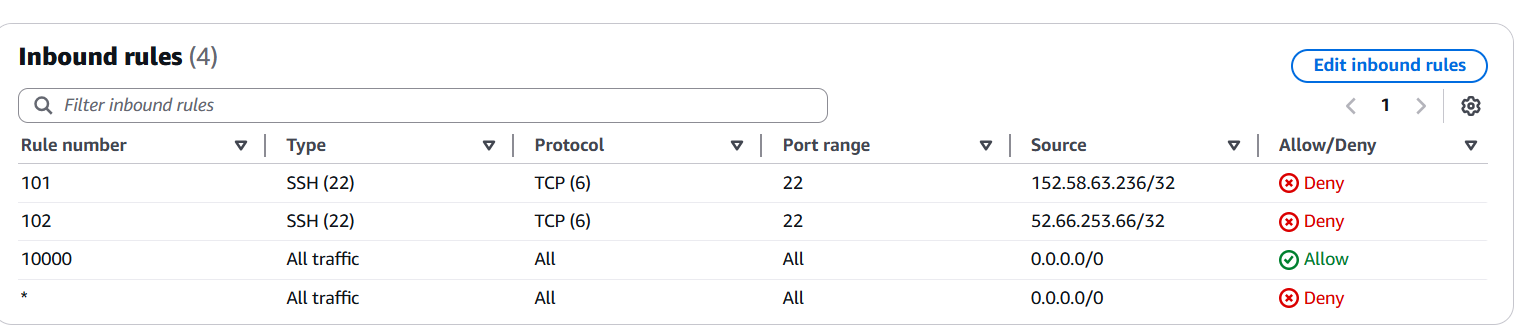 Inbound rules (4)
Edit inbound rules
Filter inbound rules
1
Rule number Type Protocol Port range Source Allow/Deny
101 SSH (22) TCP (6) 22 152.58.63.236/32 Deny
102 SSH (22) TCP (6) 22 52.66.253.66/32 Deny
10000 All traffic All All 0.0.0.0/0 Allow
* All traffic All All 0.0.0.0/0 Deny